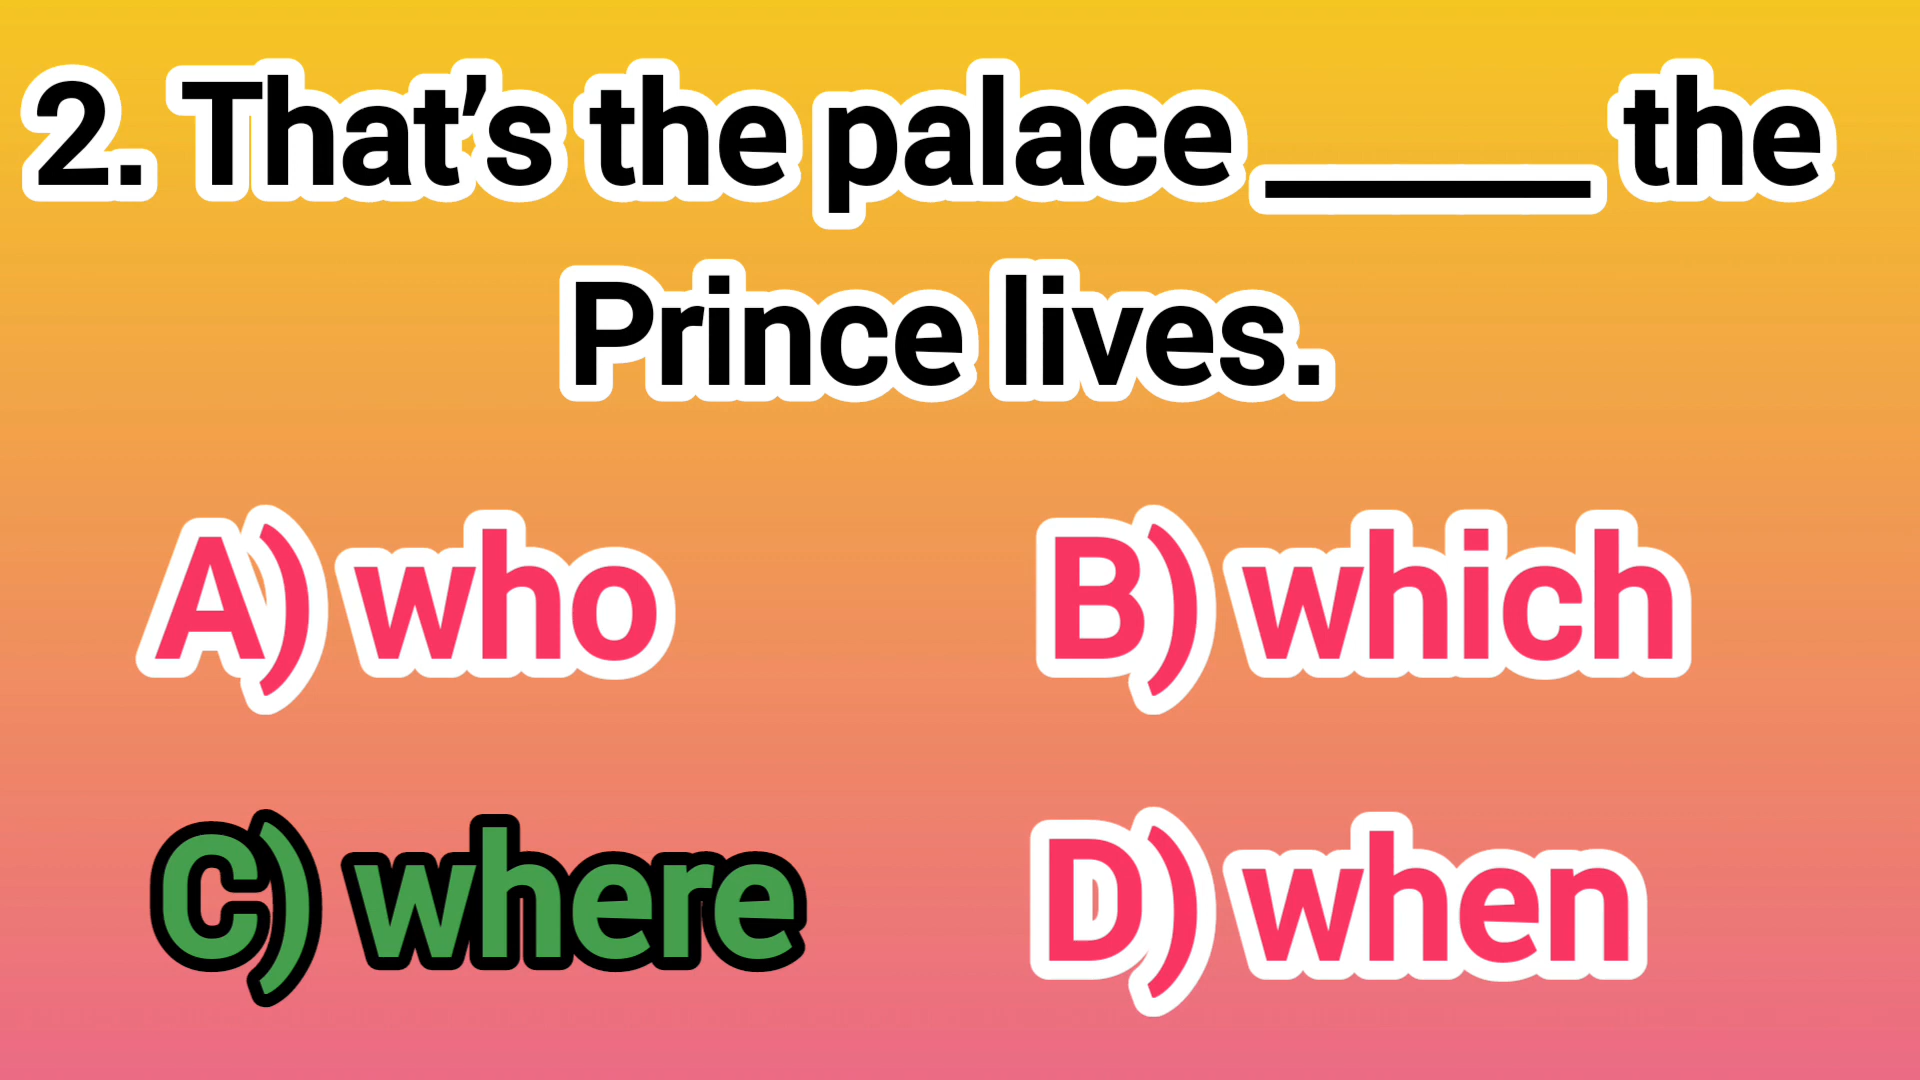 2. That’s the palace _____ the
Prince lives.
A) who
B) which
C) where
D) when